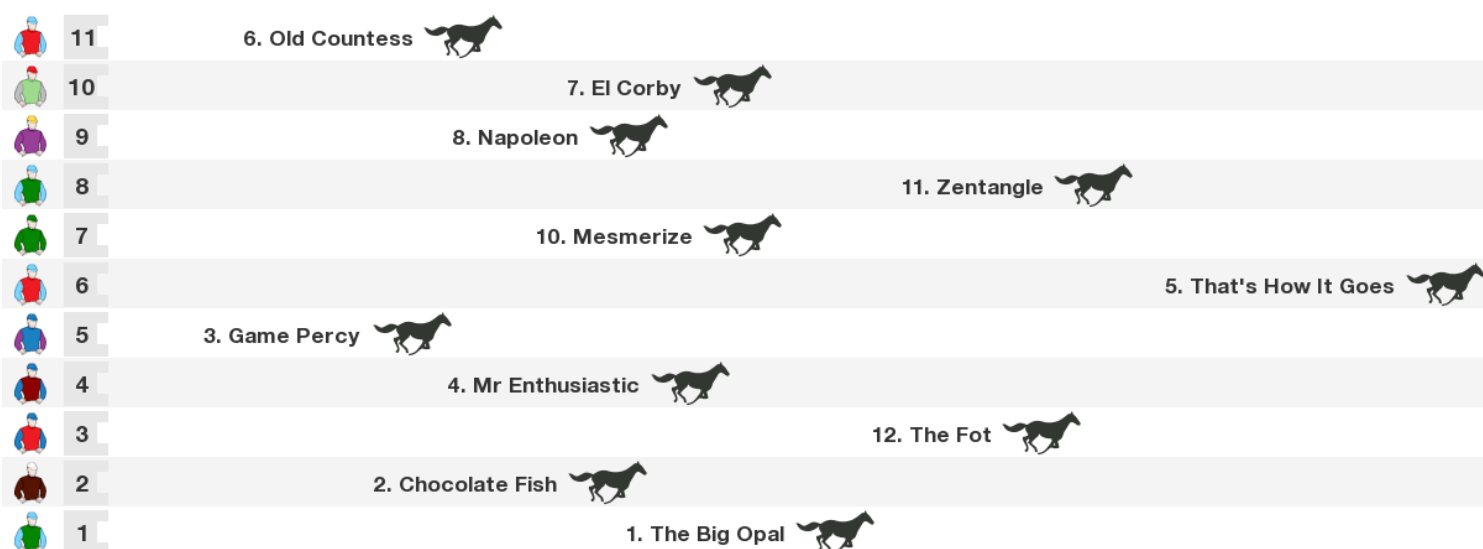 11 6. Old Countess
10 7. El Corby
9 8. Napoleon
8 11. Zentangle
7 10. Mesmerize
6 5. That's How It Goes
5 3. Game Percy
4 4. Mr Enthusiastic
3 12. The Fot
2 2. Chocolate Fish
1 1. The Big Opal